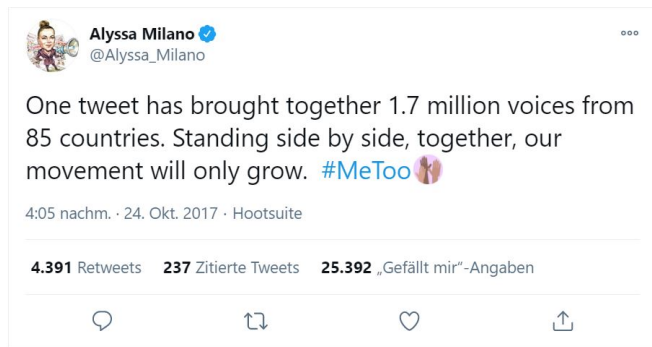 Alyssa Milano
@Alyssa_Milano
One tweet has brought together 1.7 million voices from
85 countries. Standing side by side, together, our
movement will only grow. #MeToo
4:05 nachm. · 24. Okt. 2017 · Hootsuite
4.391 Retweets 237 Zitierte Tweets 25.392 „Gefällt mir“-Angaben